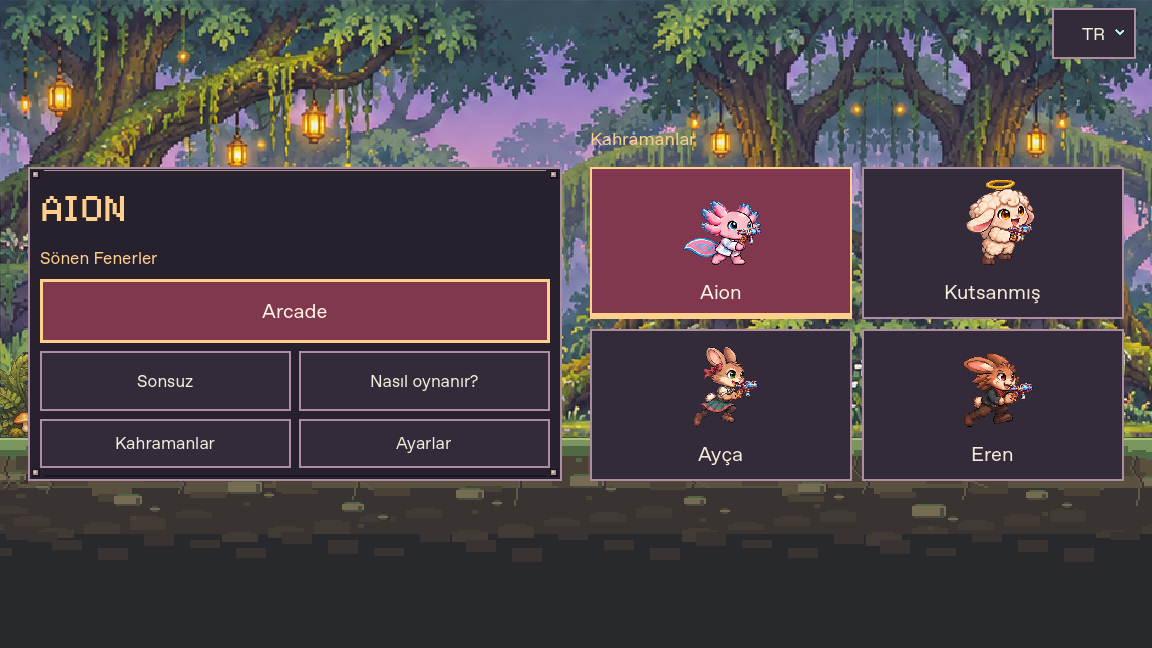 TR
Kahramanlar
AION
Sönen Fenerler
Arcade
Sonsuz
Nasıl oynanır?
Kahramanlar
Ayarlar
Aion
Kutsanmış
Ayça
Eren